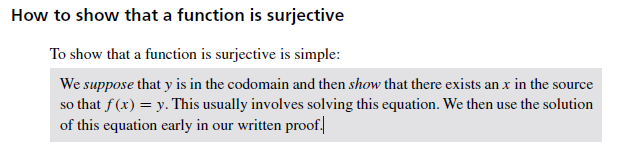 How to show that a function is surjective
To show that a function is surjective is simple:
We suppose that y is in the codomain and then show that there exists an x in the source
so that f(x) = y. This usually involves solving this equation. We then use the solution
of this equation early in our written proof.